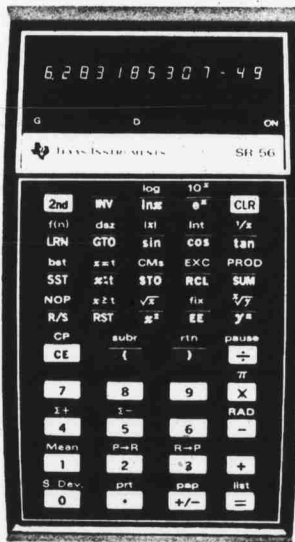 6.283185307-49
G D ON
TEXAS INSTRUMENTS SR 56
log 10ˣ
2nd INV lnx eˣ CLR
f(n) dsz |x| Int ¹/x
LRN GTO sin cos tan
bst x=t CMs EXC PROD
SST x⇌t STO RCL SUM
NOP x≥t √x fix ˣ√y
R/S RST x² EE yˣ
CP subr rtn pause
CE ( ) ÷
π
7 8 9 X
Σ+ Σ− RAD
4 5 6 −
Mean P→R R→P
1 2 3 +
S Dev. prt pap list
0 . +/− =